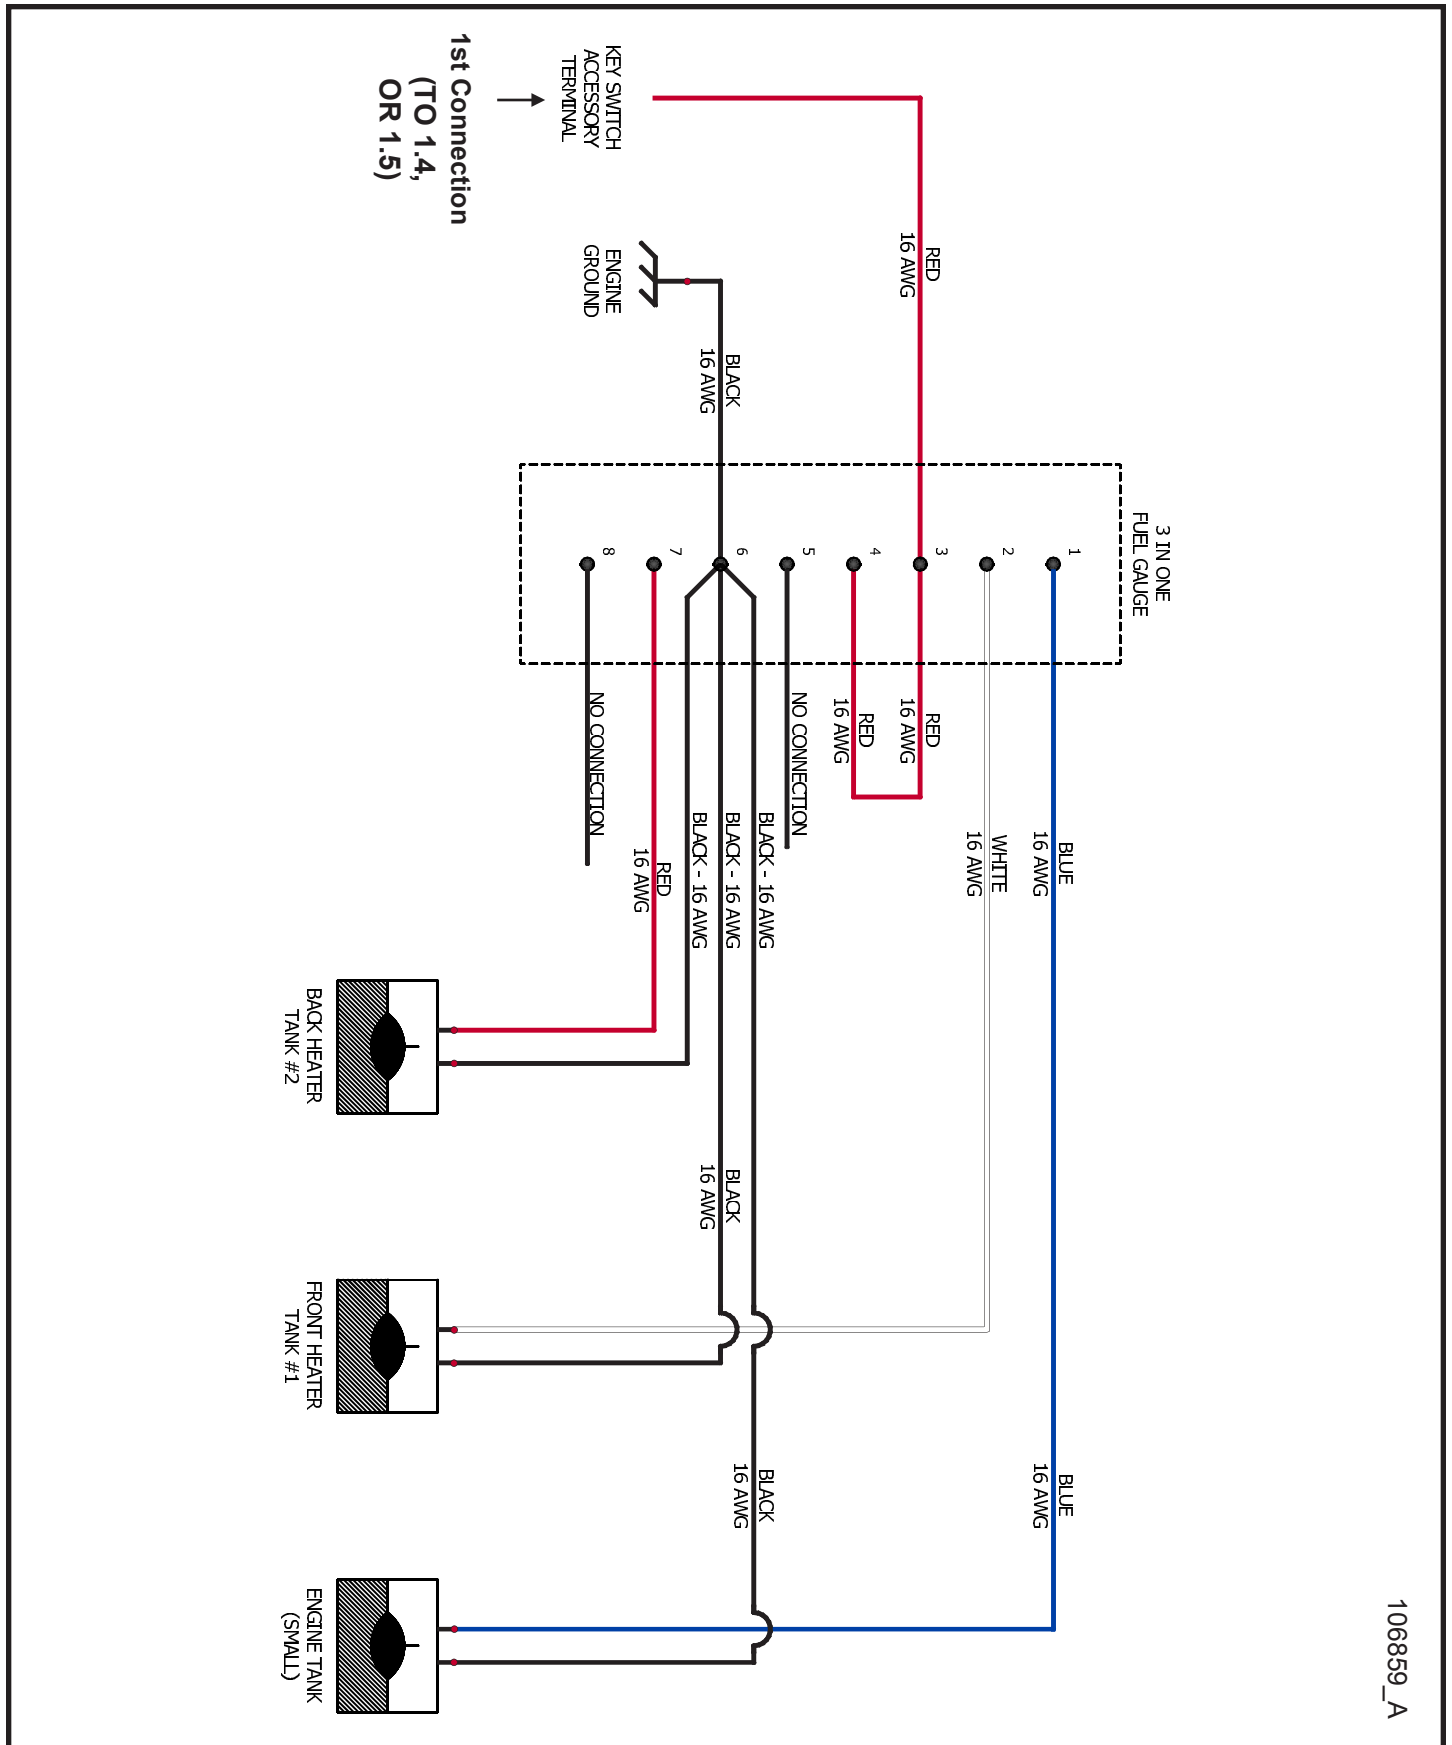 106859_A
3 IN ONE
FUEL GAUGE
1
2
3
4
5
6
7
8
BLUE
16 AWG
BLUE
16 AWG
WHITE
16 AWG
RED
16 AWG
RED
16 AWG
RED
16 AWG
NO CONNECTION
BLACK - 16 AWG
BLACK - 16 AWG
BLACK - 16 AWG
BLACK
16 AWG
BLACK
16 AWG
BLACK
16 AWG
RED
16 AWG
NO CONNECTION
KEY SWITCH
ACCESSORY
TERMINAL
ENGINE
GROUND
1st Connection
(TO 1.4,
OR 1.5)
BACK HEATER
TANK #2
FRONT HEATER
TANK #1
ENGINE TANK
(SMALL)